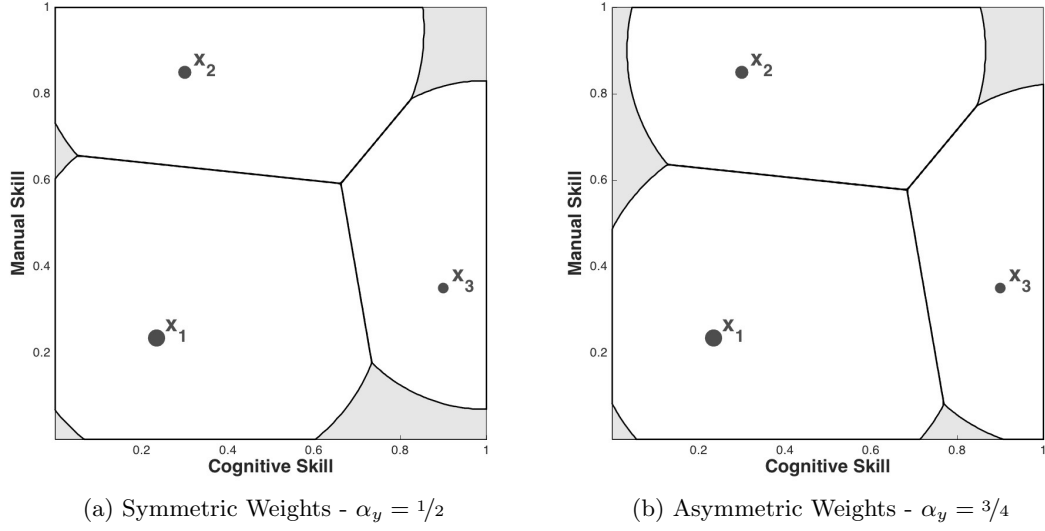 1
0.8
0.6
0.4
0.2
Manual Skill
x2
x1
x3
0.2
0.4
0.6
0.8
1
Cognitive Skill
(a) Symmetric Weights - αy = 1/2
1
0.8
0.6
0.4
0.2
Manual Skill
x2
x1
x3
0.2
0.4
0.6
0.8
1
Cognitive Skill
(b) Asymmetric Weights - αy = 3/4